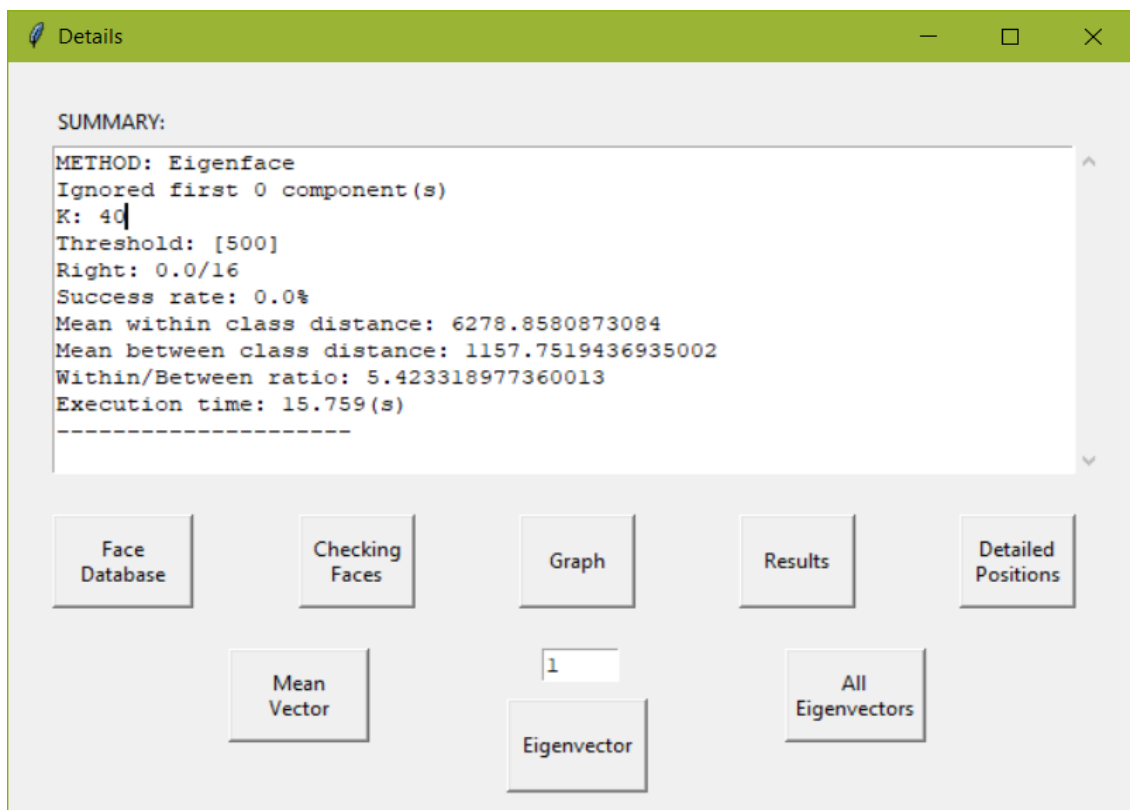 Details
SUMMARY:
METHOD: Eigenface
Ignored first 0 component(s)
K: 40
Threshold: [500]
Right: 0.0/16
Success rate: 0.0%
Mean within class distance: 6278.8580873084
Mean between class distance: 1157.7519436935002
Within/Between ratio: 5.423318977360013
Execution time: 15.759(s)
---------------------
Face
Database
Checking
Faces
Graph
Results
Detailed
Positions
Mean
Vector
1
Eigenvector
All
Eigenvectors